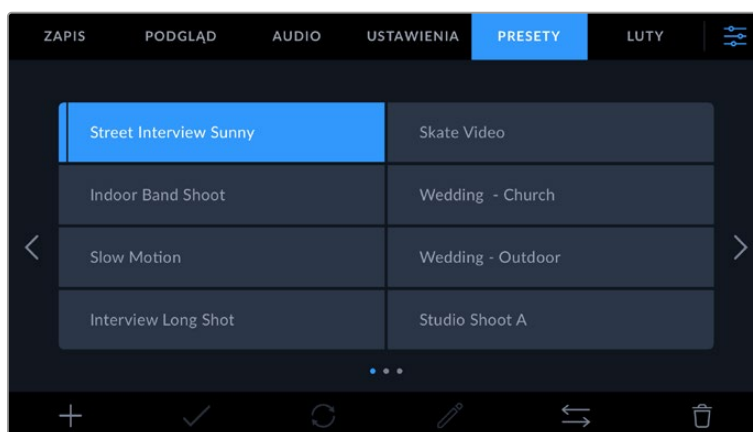 ZAPIS PODGLĄD AUDIO USTAWIENIA PRESETY LUTY
Street Interview Sunny Skate Video
Indoor Band Shoot Wedding - Church
Slow Motion Wedding - Outdoor
Interview Long Shot Studio Shoot A